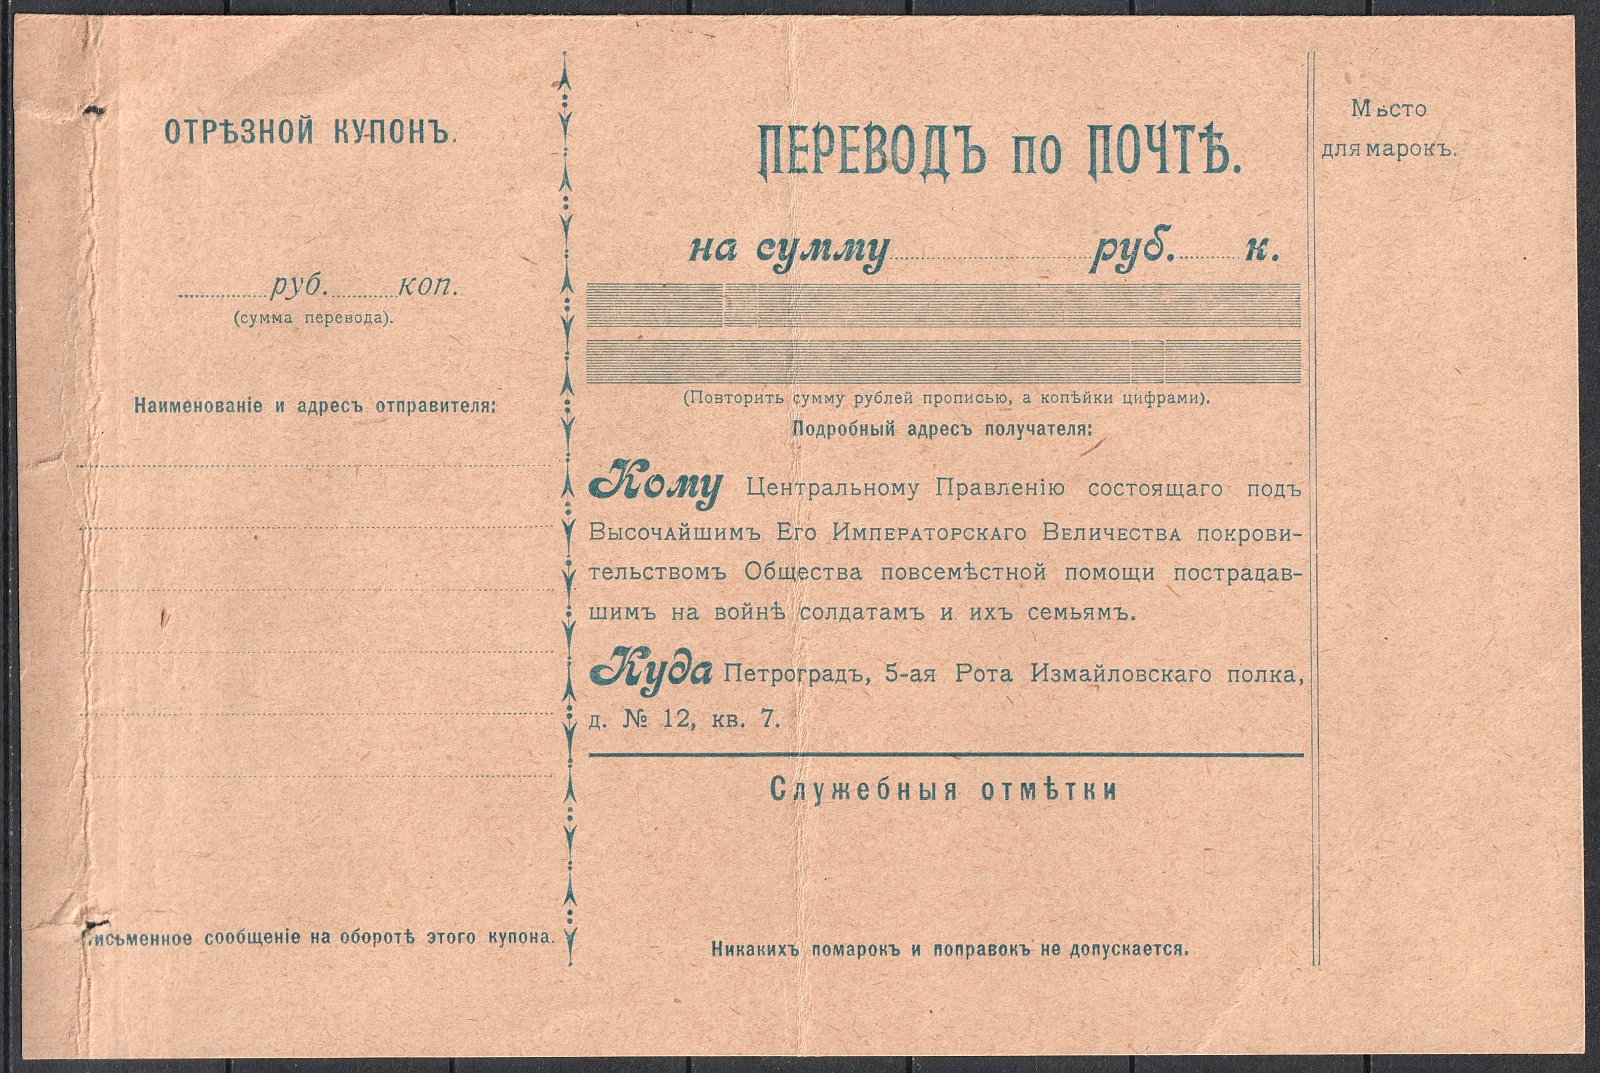 ОТРѢЗНОЙ КУПОНЪ.
руб. коп.
(сумма перевода).
Наименованіе и адресъ отправителя:
Письменное сообщеніе на оборотѣ этого купона.
ПЕРЕВОДЪ по ПОЧТѢ.
на сумму руб. к.
(Повторить сумму рублей прописью, а копѣйки цифрами).
Подробный адресъ получателя:
Кому Центральному Правленію состоящаго подъ
Высочайшимъ Его Императорскаго Величества покрови-
тельствомъ Общества повсемѣстной помощи пострадав-
шимъ на войнѣ солдатамъ и ихъ семьямъ.
Куда Петроградъ, 5-ая Рота Измайловскаго полка,
д. № 12, кв. 7.
Служебныя отмѣтки
Никакихъ помарокъ и поправокъ не допускается.
Мѣсто
для марокъ.